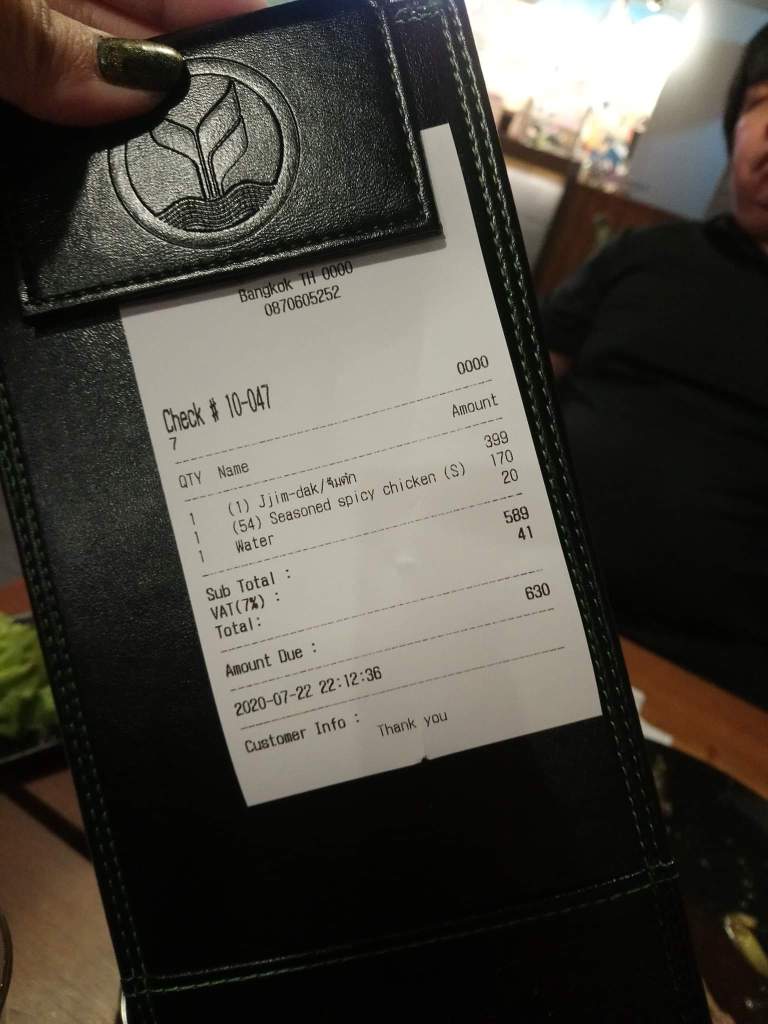 Bangkok TH 0000
0870605252
0000
Check # 10-047
7
QTY Name Amount
1 (1) Jjim-dak/จิมดัก 399
1 (54) Seasoned spicy chicken (S) 170
1 Water 20
Sub Total : 589
VAT(7%) : 41
Total: 630
Amount Due :
2020-07-22 22:12:36
Customer Info :
Thank you